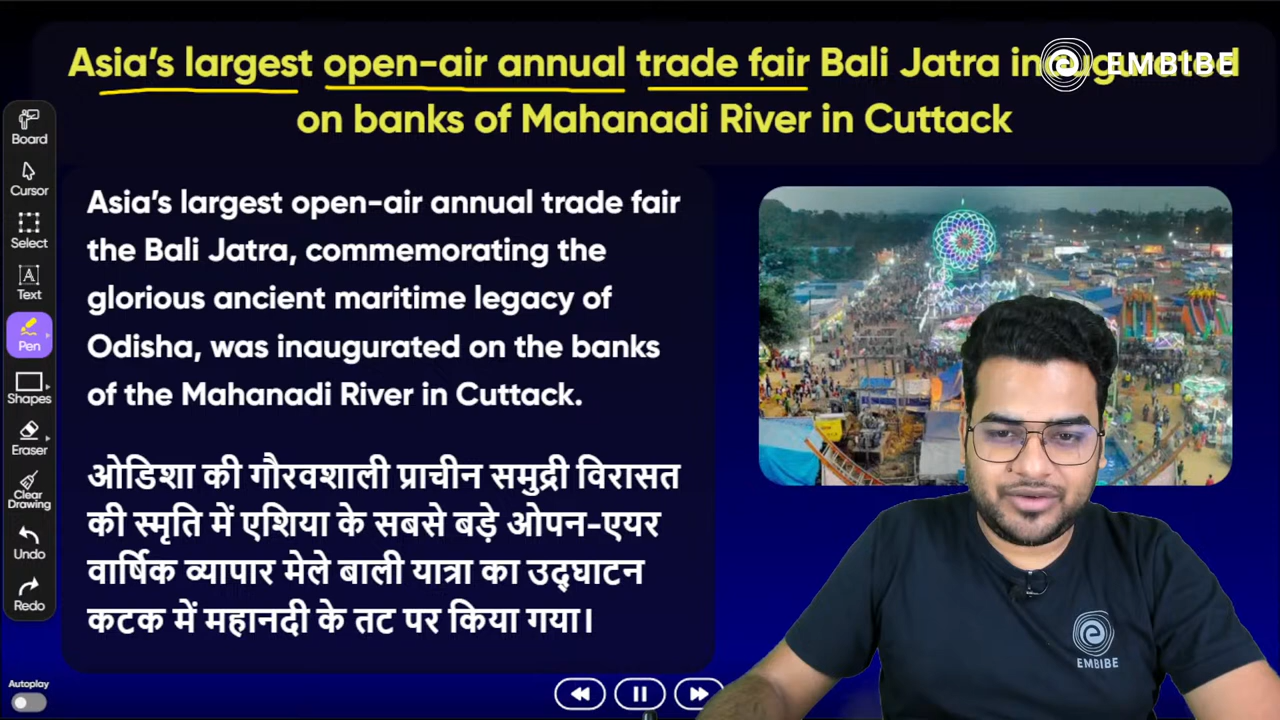 Asia's largest open-air annual trade fair Bali Jatra inaugurated
EMBIBE
on banks of Mahanadi River in Cuttack
Board
Cursor
Select
Text
Pen
Shapes
Eraser
Clear
Drawing
Undo
Redo
Autoplay
Asia's largest open-air annual trade fair
the Bali Jatra, commemorating the
glorious ancient maritime legacy of
Odisha, was inaugurated on the banks
of the Mahanadi River in Cuttack.
ओडिशा की गौरवशाली प्राचीन समुद्री विरासत
की स्मृति में एशिया के सबसे बड़े ओपन-एयर
वार्षिक व्यापार मेले बाली यात्रा का उद्घाटन
कटक में महानदी के तट पर किया गया।
EMBIBE